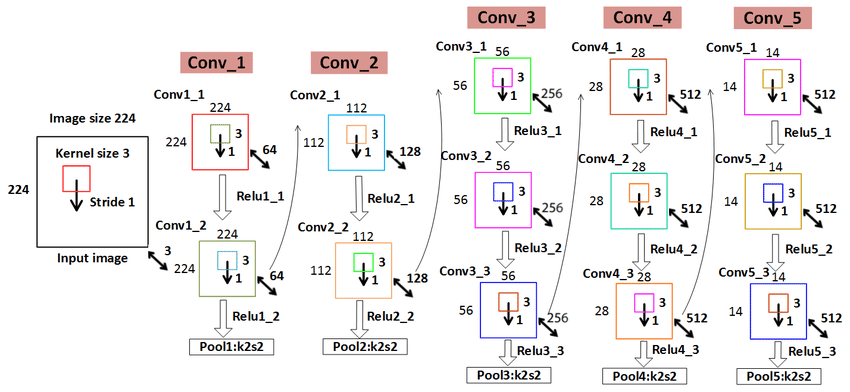 Conv_1
Conv_2
Conv_3
Conv_4
Conv_5
Image size 224
224
Kernel size 3
Stride 1
Input image
3
Conv1_1
224
224
3
1
64
Relu1_1
Conv1_2
224
224
3
1
64
Relu1_2
Pool1:k2s2
Conv2_1
112
112
3
1
128
Relu2_1
Conv2_2
112
112
3
1
128
Relu2_2
Pool2:k2s2
Conv3_1
56
56
3
1
256
Relu3_1
Conv3_2
56
56
3
1
256
Relu3_2
Conv3_3
56
56
3
1
256
Relu3_3
Pool3:k2s2
Conv4_1
28
28
3
1
512
Relu4_1
Conv4_2
28
28
3
1
512
Relu4_2
Conv4_3
28
28
3
1
512
Relu4_3
Pool4:k2s2
Conv5_1
14
14
3
1
512
Relu5_1
Conv5_2
14
14
3
1
512
Relu5_2
Conv5_3
14
14
3
1
512
Relu5_3
Pool5:k2s2